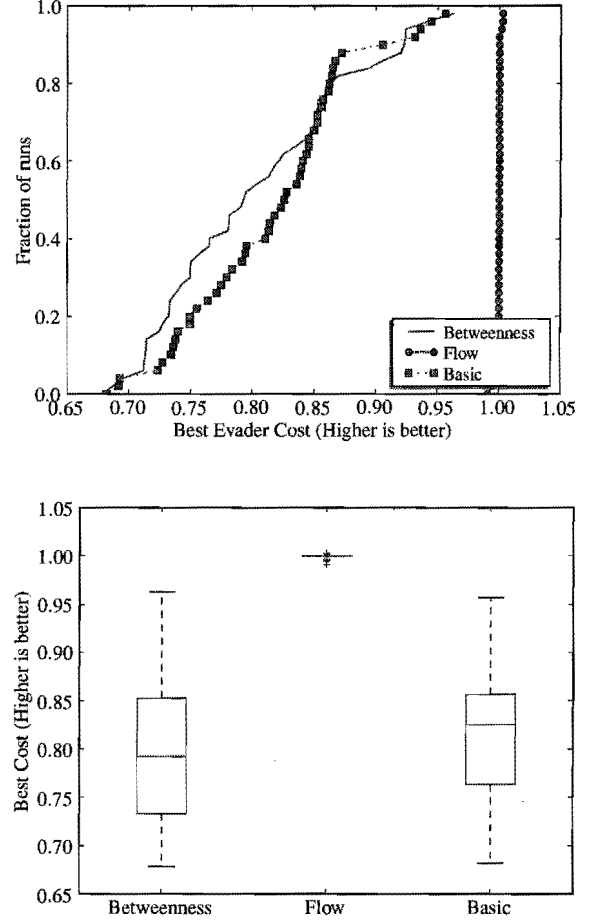 1.0
0.8
0.6
0.4
0.2
0.0
Fraction of runs
Betweenness
Flow
Basic
0.65 0.70 0.75 0.80 0.85 0.90 0.95 1.00 1.05
Best Evader Cost (Higher is better)
1.05
1.00
0.95
0.90
0.85
0.80
0.75
0.70
0.65
Best Cost (Higher is better)
Betweenness Flow Basic